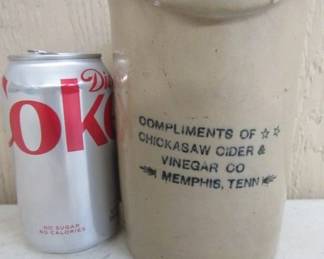 Diet
Coke
NO SUGAR
NO CALORIES
COMPLIMENTS OF ☆☆
CHICKASAW CIDER &
VINEGAR CO
MEMPHIS, TENN